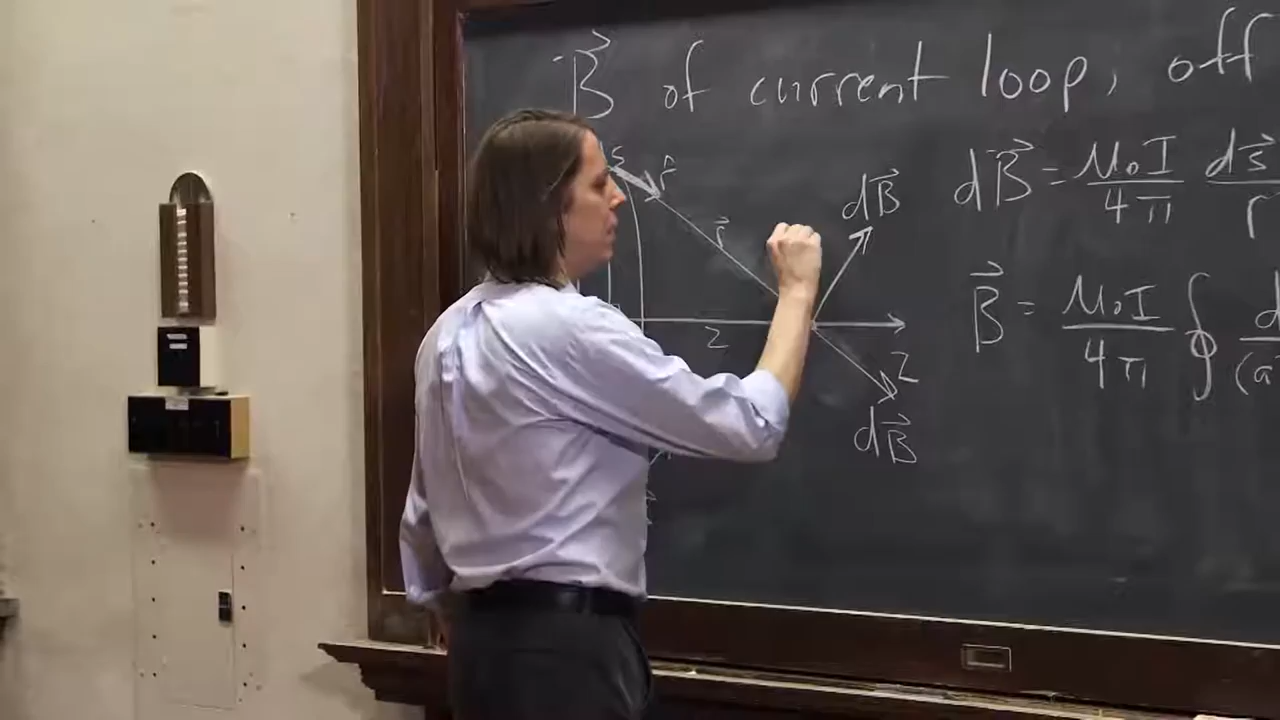 B⃗ of current loop, off
s r̂ dB⃗ dB⃗ = μ₀I/4π ds⃗/r
r⃗
B⃗ = μ₀I/4π ∮ d/(a
z
z
dB⃗